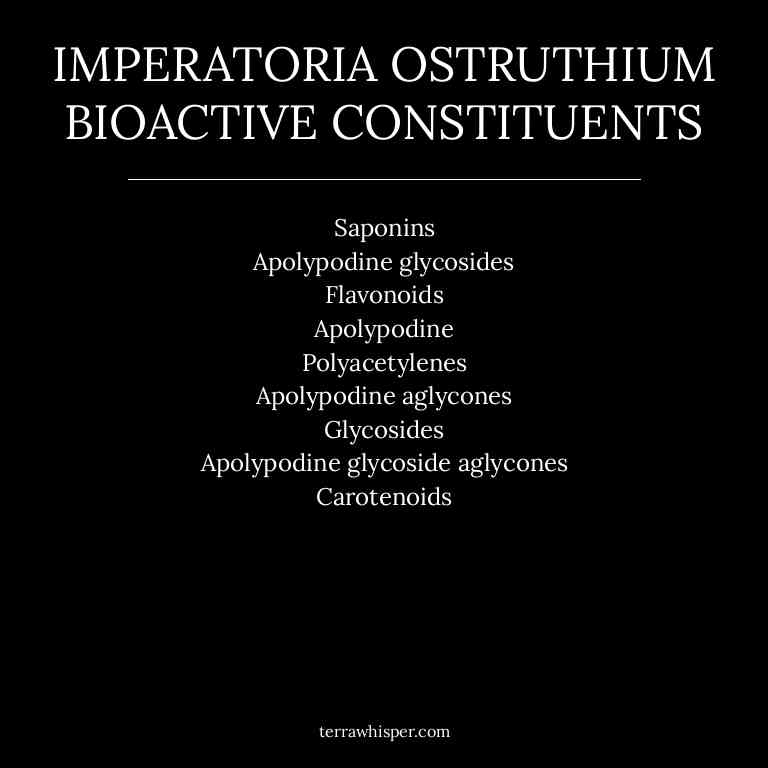 IMPERATORIA OSTRUTHIUM
BIOACTIVE CONSTITUENTS
Saponins
Apolypodine glycosides
Flavonoids
Apolypodine
Polyacetylenes
Apolypodine aglycones
Glycosides
Apolypodine glycoside aglycones
Carotenoids
terrawhisper.com